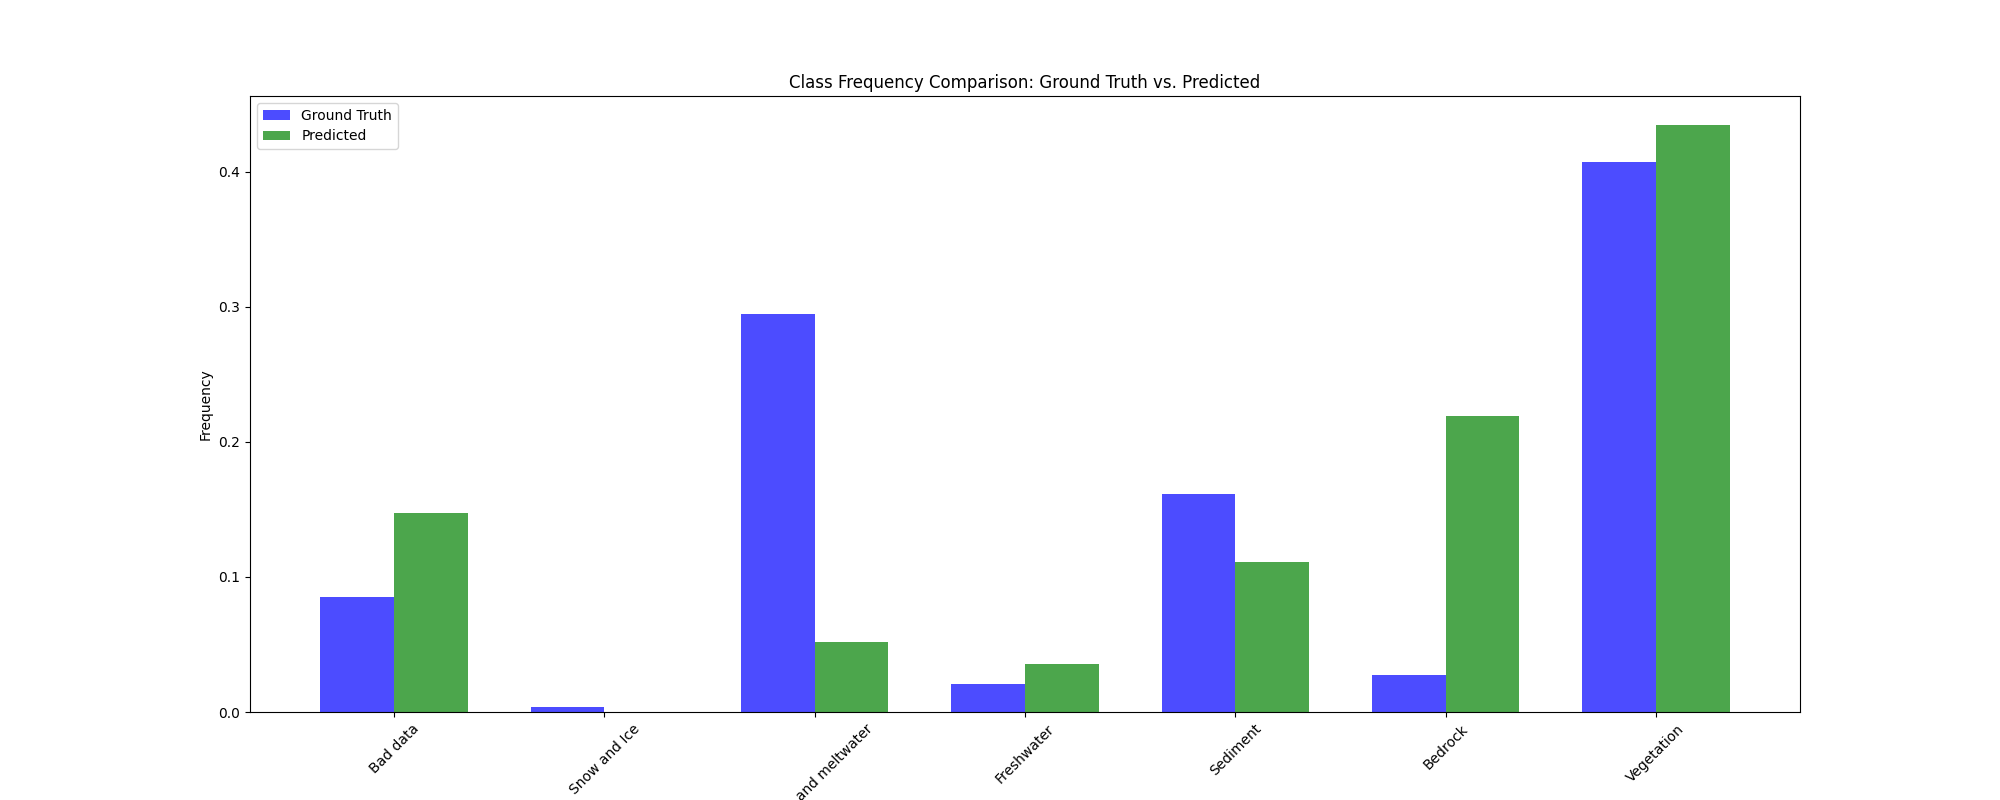 Class Frequency Comparison: Ground Truth vs. Predicted
Ground Truth
Predicted
Frequency
0.4
0.3
0.2
0.1
0.0
Bad data
Snow and Ice
and meltwater
Freshwater
Sediment
Bedrock
Vegetation